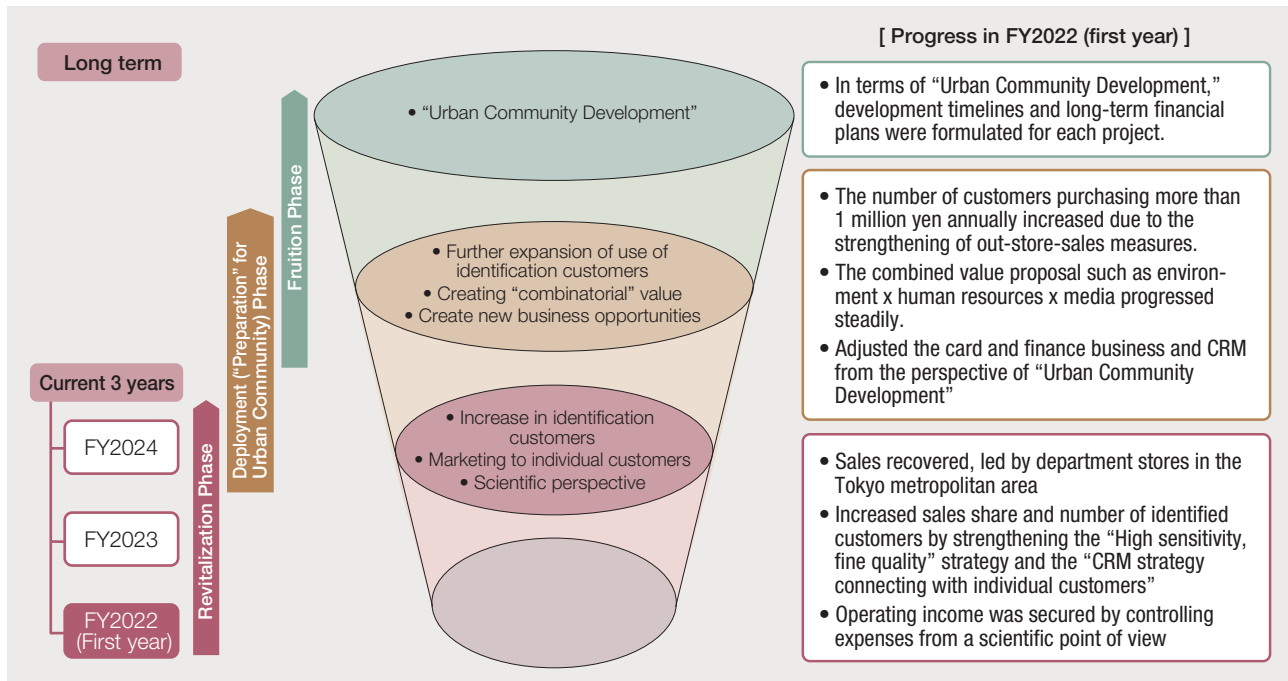 Long term
Current 3 years
FY2024
FY2023
FY2022
(First year)
Revitalization Phase
Deployment (“Preparation” for
Urban Community) Phase
Fruition Phase
• “Urban Community Development”
• Further expansion of use of
identification customers
• Creating “combinatorial” value
• Create new business opportunities
• Increase in identification
customers
• Marketing to individual customers
• Scientific perspective
[ Progress in FY2022 (first year) ]
• In terms of “Urban Community Development,”
development timelines and long-term financial
plans were formulated for each project.
• The number of customers purchasing more than
1 million yen annually increased due to the
strengthening of out-store-sales measures.
• The combined value proposal such as environ-
ment x human resources x media progressed
steadily.
• Adjusted the card and finance business and CRM
from the perspective of “Urban Community
Development”
• Sales recovered, led by department stores in the
Tokyo metropolitan area
• Increased sales share and number of identified
customers by strengthening the “High sensitivity,
fine quality” strategy and the “CRM strategy
connecting with individual customers”
• Operating income was secured by controlling
expenses from a scientific point of view